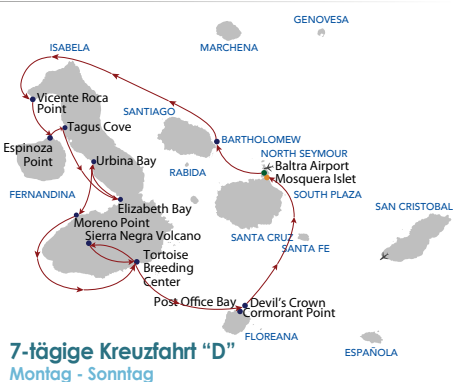 GENOVESA
ISABELA
MARCHENA
Vicente Roca
Point
SANTIAGO
Tagus Cove
BARTHOLOMEW
Espinoza
Point
NORTH SEYMOUR
Urbina Bay
Baltra Airport
RABIDA
Mosquera Islet
FERNANDINA
SOUTH PLAZA
Elizabeth Bay
SAN CRISTOBAL
Moreno Point
Sierra Negra Volcano
SANTA CRUZ
SANTA FE
Tortoise
Breeding
Center
Post Office Bay
Devil's Crown
Cormorant Point
FLOREANA
ESPAÑOLA
7-tägige Kreuzfahrt “D”
Montag - Sonntag